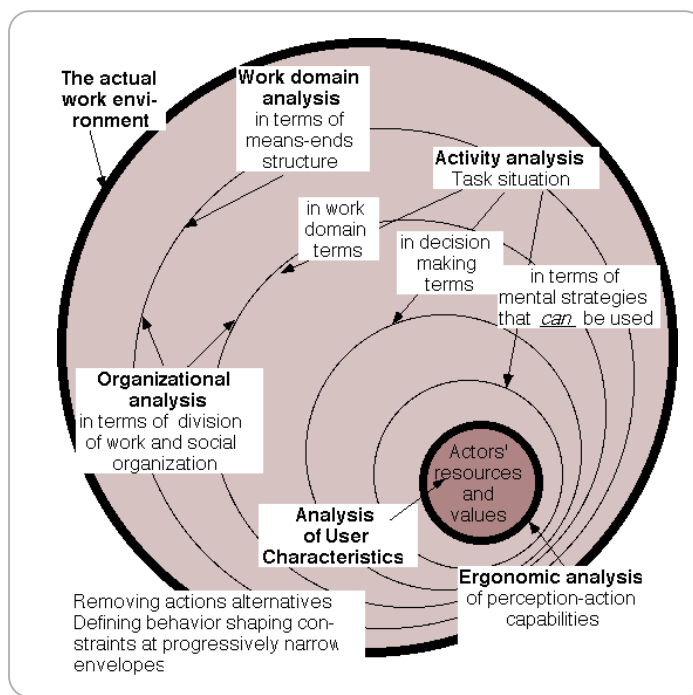 The actual
work envi-
ronment
Work domain
analysis
in terms of
means-ends
structure
Activity analysis
Task situation
in work
domain
terms
in decision
making
terms
in terms of
mental strategies
that can be used
Organizational
analysis
in terms of division
of work and social
organization
Actors'
resources
and
values
Analysis
of User
Characteristics
Ergonomic analysis
of perception-action
capabilities
Removing actions alternatives
Defining behavior shaping con-
straints at progressively narrow
envelopes